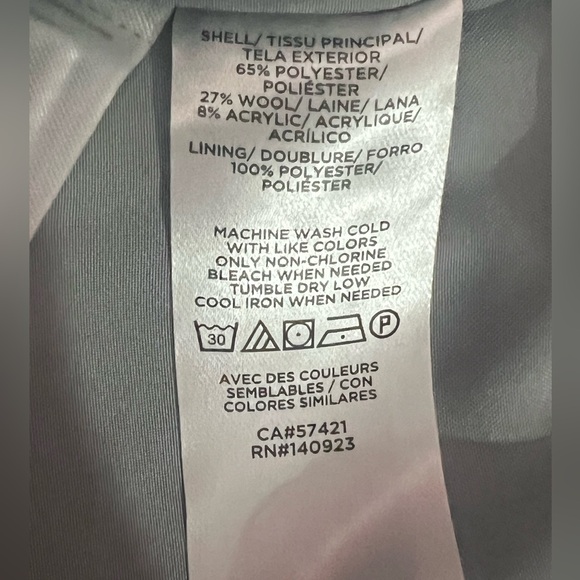 SHELL/ TISSU PRINCIPAL/
TELA EXTERIOR
65% POLYESTER/
POLIÉSTER
27% WOOL/ LAINE/ LANA
8% ACRYLIC/ ACRYLIQUE/
ACRÍLICO
LINING/ DOUBLURE/ FORRO
100% POLYESTER/
POLIÉSTER
MACHINE WASH COLD
WITH LIKE COLORS
ONLY NON-CHLORINE
BLEACH WHEN NEEDED
TUMBLE DRY LOW
COOL IRON WHEN NEEDED
30 P
AVEC DES COULEURS
SEMBLABLES / CON
COLORES SIMILARES
CA#57421
RN#140923